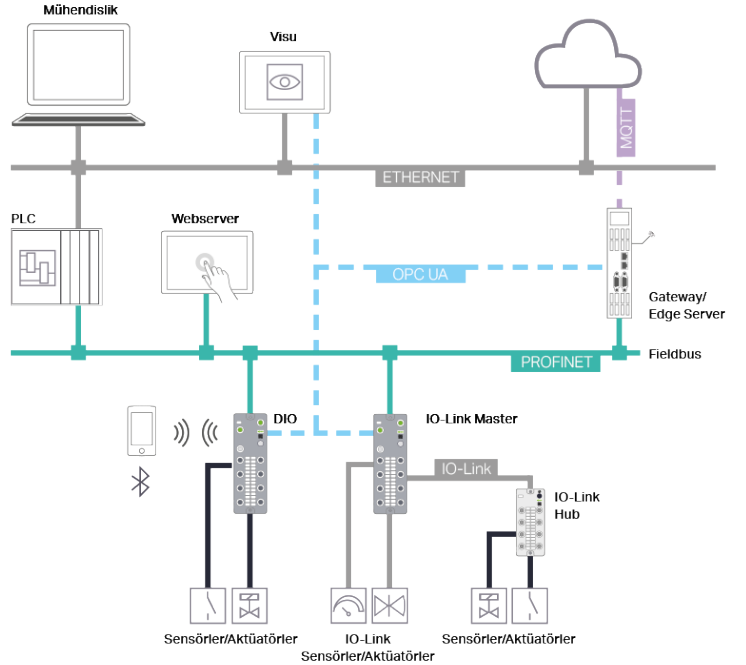 Mühendislik
Visu
MQTT
ETHERNET
PLC
Webserver
OPC UA
Gateway/
Edge Server
PROFINET
Fieldbus
DIO
IO-Link Master
IO-Link
IO-Link
Hub
Sensörler/Aktüatörler
IO-Link
Sensörler/Aktüatörler
Sensörler/Aktüatörler